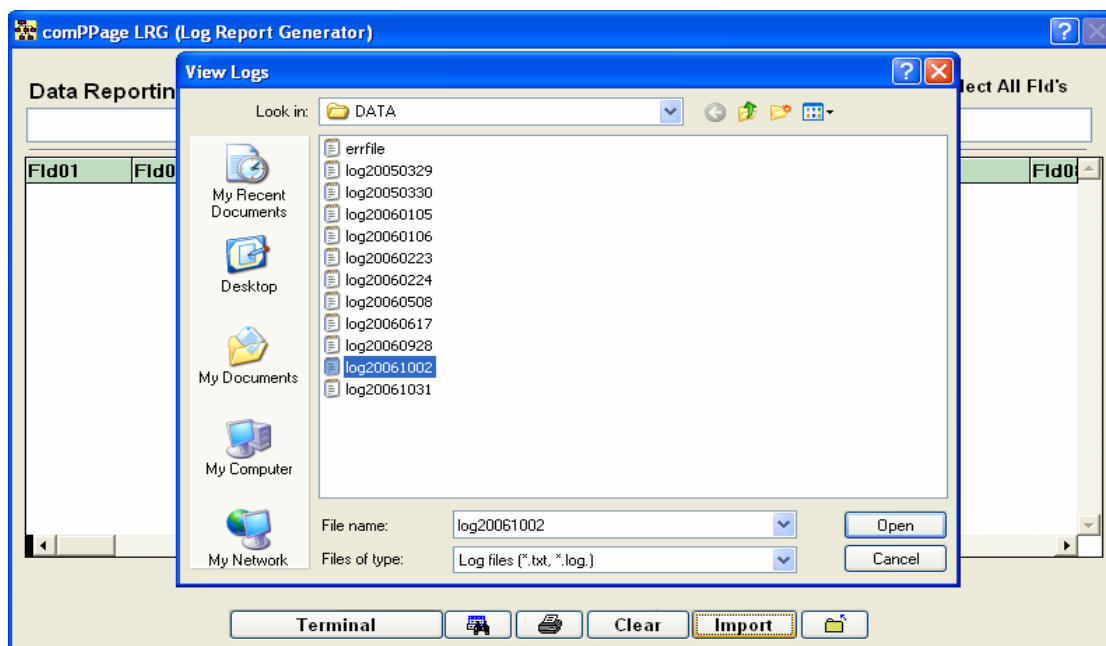 comPPage LRG (Log Report Generator)
View Logs
Data Reportin
lect All Fld's
Look in:
DATA
Fld01
Fld0
Fld0
My Recent
Documents
Desktop
My Documents
My Computer
My Network
errfile
log20050329
log20050330
log20060105
log20060106
log20060223
log20060224
log20060508
log20060617
log20060928
log20061002
log20061031
File name:
log20061002
Open
Files of type:
Log files (*.txt, *.log.)
Cancel
Terminal
Clear
Import